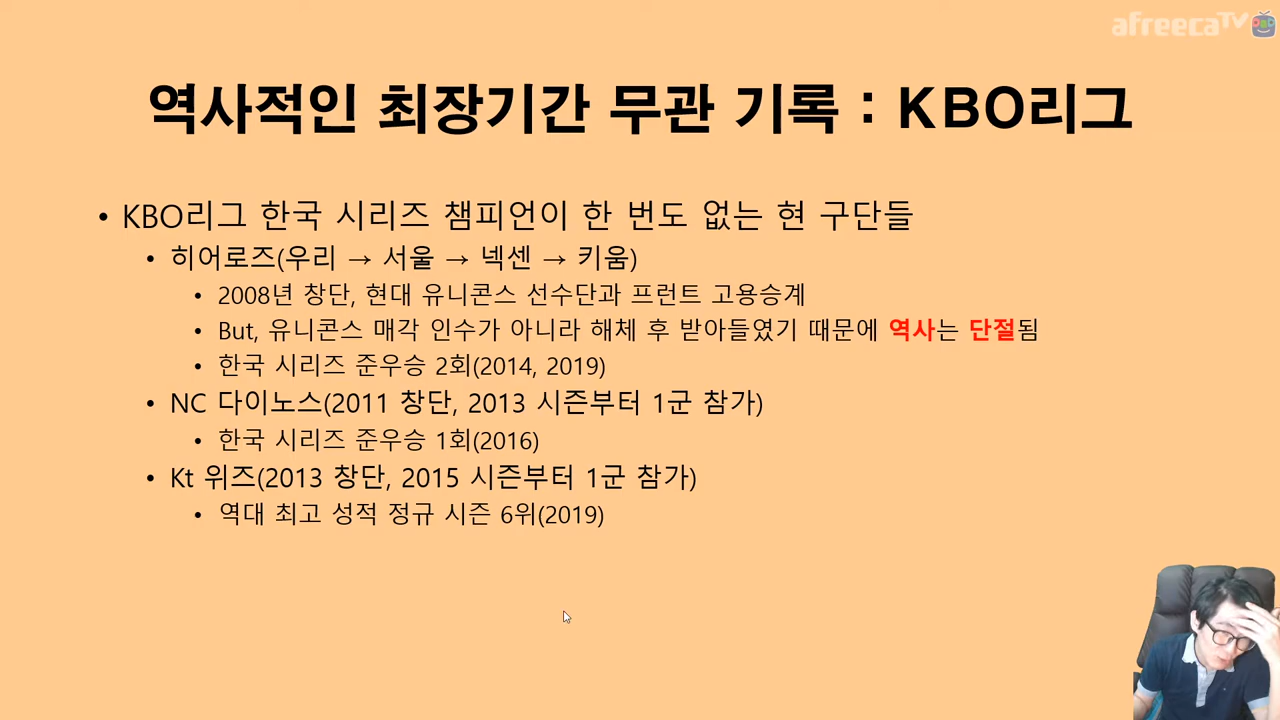 afreecaTV
역사적인 최장기간 무관 기록 : KBO리그
• KBO리그 한국 시리즈 챔피언이 한 번도 없는 현 구단들
• 히어로즈(우리 → 서울 → 넥센 → 키움)
• 2008년 창단, 현대 유니콘스 선수단과 프런트 고용승계
• But, 유니콘스 매각 인수가 아니라 해체 후 받아들였기 때문에 역사는 단절됨
• 한국 시리즈 준우승 2회(2014, 2019)
• NC 다이노스(2011 창단, 2013 시즌부터 1군 참가)
• 한국 시리즈 준우승 1회(2016)
• Kt 위즈(2013 창단, 2015 시즌부터 1군 참가)
• 역대 최고 성적 정규 시즌 6위(2019)